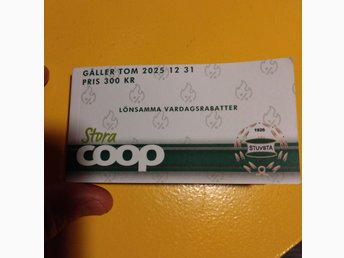 GÄLLER TOM 2025 12 31
PRIS 300 KR
LÖNSAMMA VARDAGSRABATTER
Stora
coop
1926
STUVSTA